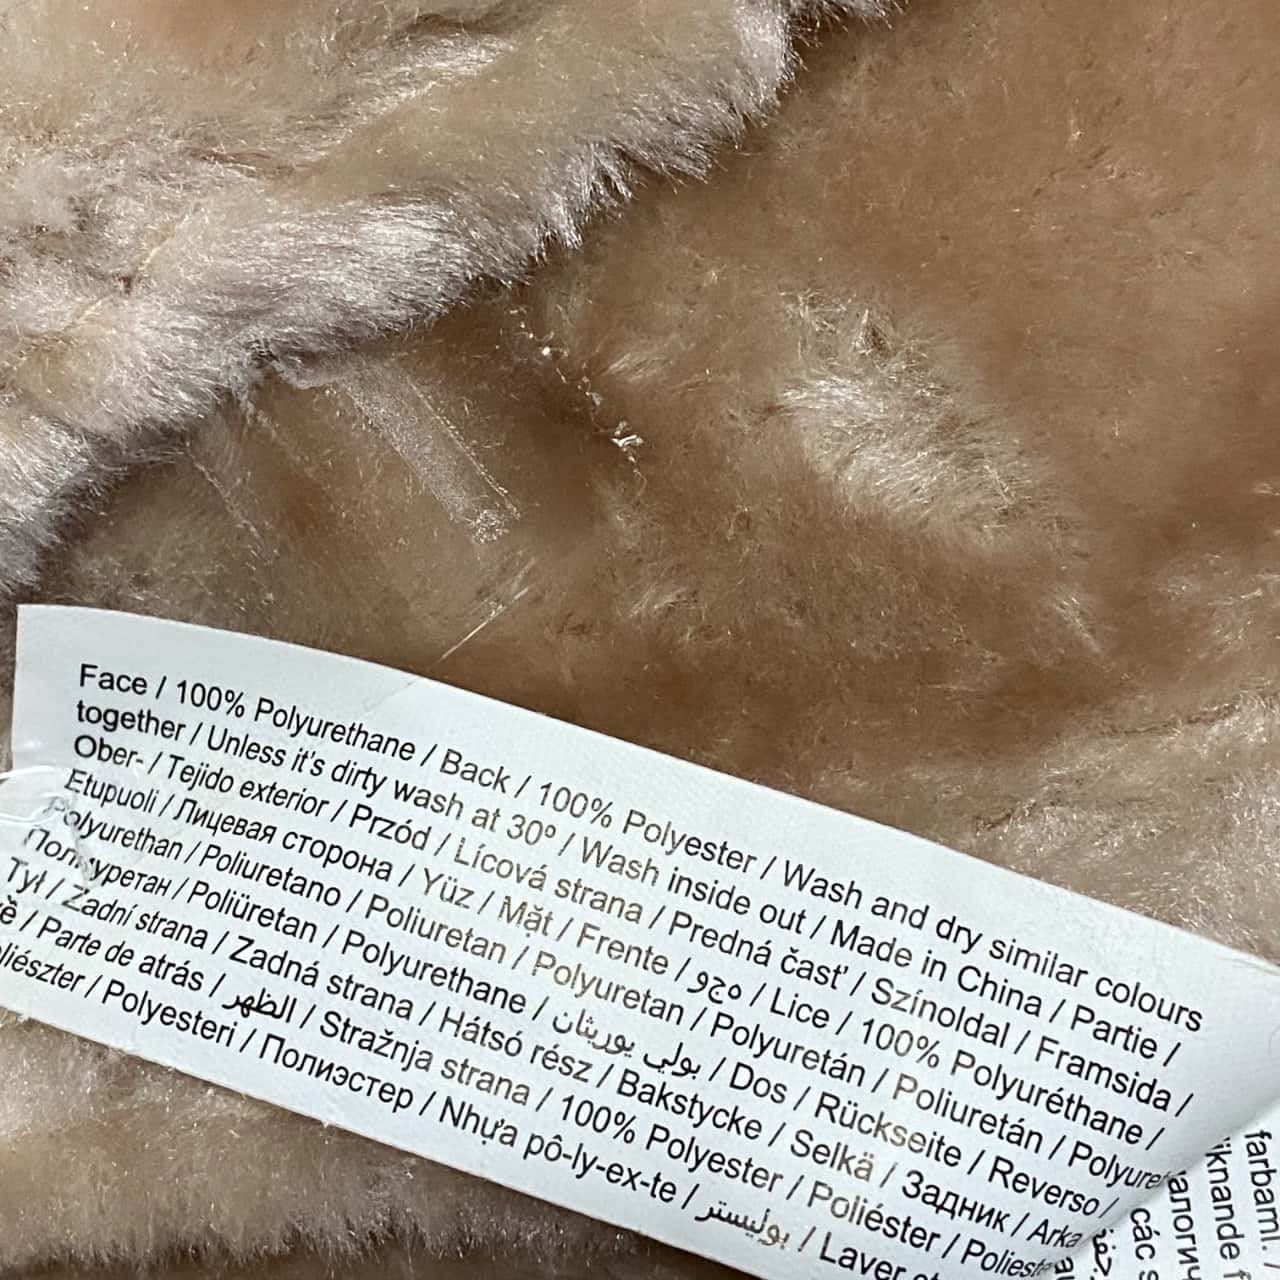 Face / 100% Polyurethane / Back / 100% Polyester / Wash and dry similar colours
together / Unless it's dirty wash at 30º / Wash inside out / Made in China / Partie /
Ober- / Tejido exterior / Przód / Lícová strana / Predná časť / Színoldal / Framsida /
Etupuoli / Лицевая сторона / Yüz / Mặt / Frente / وجه / Lice / 100% Polyuréthane /
Polyurethan / Poliuretano / Poliuretan / Polyuretan / Polyuretán / Poliuretán /
Полиуретан / Poliüretan / Polyurethane / بولي يوريثان / Dos / Rückseite / Reverso /
Tył / Zadní strana / Zadná strana / Hátsó rész / Bakstycke / Selkä / Задник / Arka
/ Parte de atrás / الظهر / Stražnja strana / 100% Polyester / Poliéster /
/ Polyesteri / Полиэстер / Nhựa pô-ly-ex-te / بوليستر / Laver
farbami. /
các